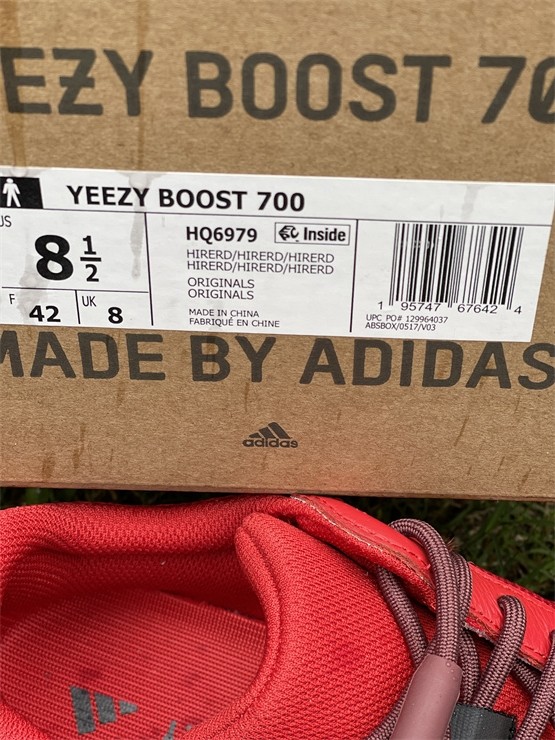 EZY BOOST 70
YEEZY BOOST 700
US
8 1/2
F
42
UK
8
HQ6979
Inside
HIRERD/HIRERD/HIRERD
HIRERD/HIRERD/HIRERD
ORIGINALS
ORIGINALS
MADE IN CHINA
FABRIQUÉ EN CHINE
1 95747 67642 4
UPC PO# 129964037
ABSBOX/0517/V03
MADE BY ADIDAS
adidas